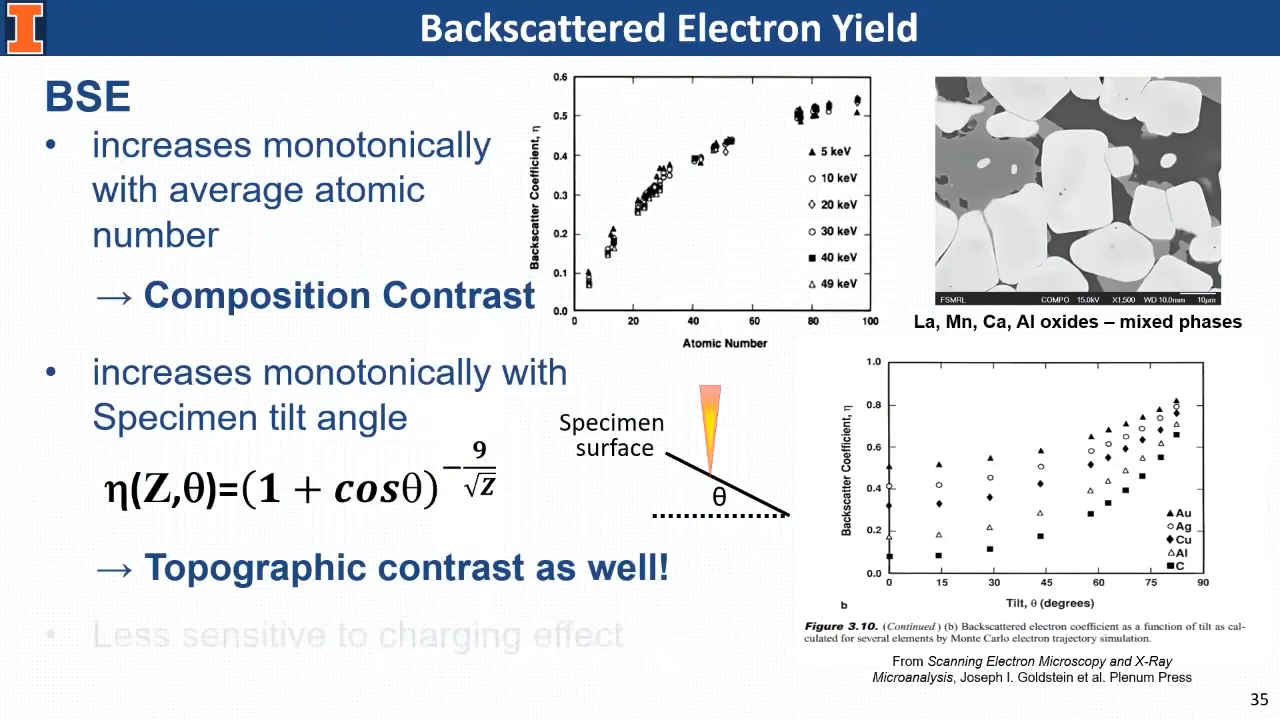 I
Backscattered Electron Yield
BSE
• increases monotonically
with average atomic
number
→ Composition Contrast
• increases monotonically with
Specimen tilt angle
η(Z,θ)=(1 + cosθ)^{-9/√Z}
→ Topographic contrast as well!
• Less sensitive to charging effect
0.6
0.5
0.4
0.3
0.2
0.1
0.0
Backscatter Coefficient, η
▲ 5 keV
○ 10 keV
◇ 20 keV
○ 30 keV
■ 40 keV
△ 49 keV
0 20 40 60 80 100
Atomic Number
FSMRL COMPO 15.0kV X1,500 WD 10.0mm 10μm
La, Mn, Ca, Al oxides – mixed phases
Specimen
surface
θ
1.0
0.8
0.6
0.4
0.2
0.0
Backscatter Coefficient, η
▲ Au
○ Ag
◆ Cu
△ Al
■ C
0 15 30 45 60 75 90
b
Tilt, θ (degrees)
Figure 3.10. (Continued) (b) Backscattered electron coefficient as a function of tilt as cal-
culated for several elements by Monte Carlo electron trajectory simulation.
From Scanning Electron Microscopy and X-Ray
Microanalysis, Joseph I. Goldstein et al. Plenum Press
35